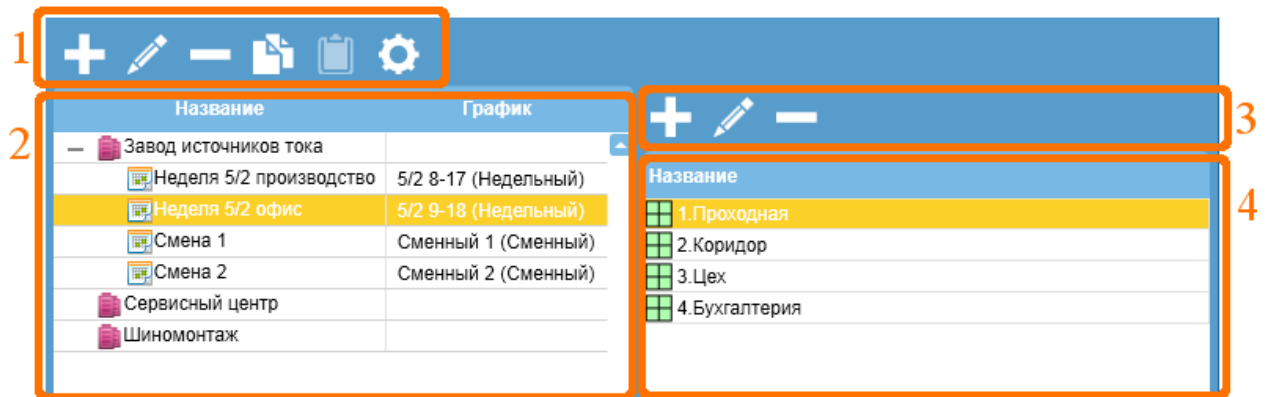 1
2
Название График
Завод источников тока
Неделя 5/2 производство 5/2 8-17 (Недельный)
Неделя 5/2 офис 5/2 9-18 (Недельный)
Смена 1 Сменный 1 (Сменный)
Смена 2 Сменный 2 (Сменный)
Сервисный центр
Шиномонтаж
3
4
Название
1.Проходная
2.Коридор
3.Цех
4.Бухгалтерия